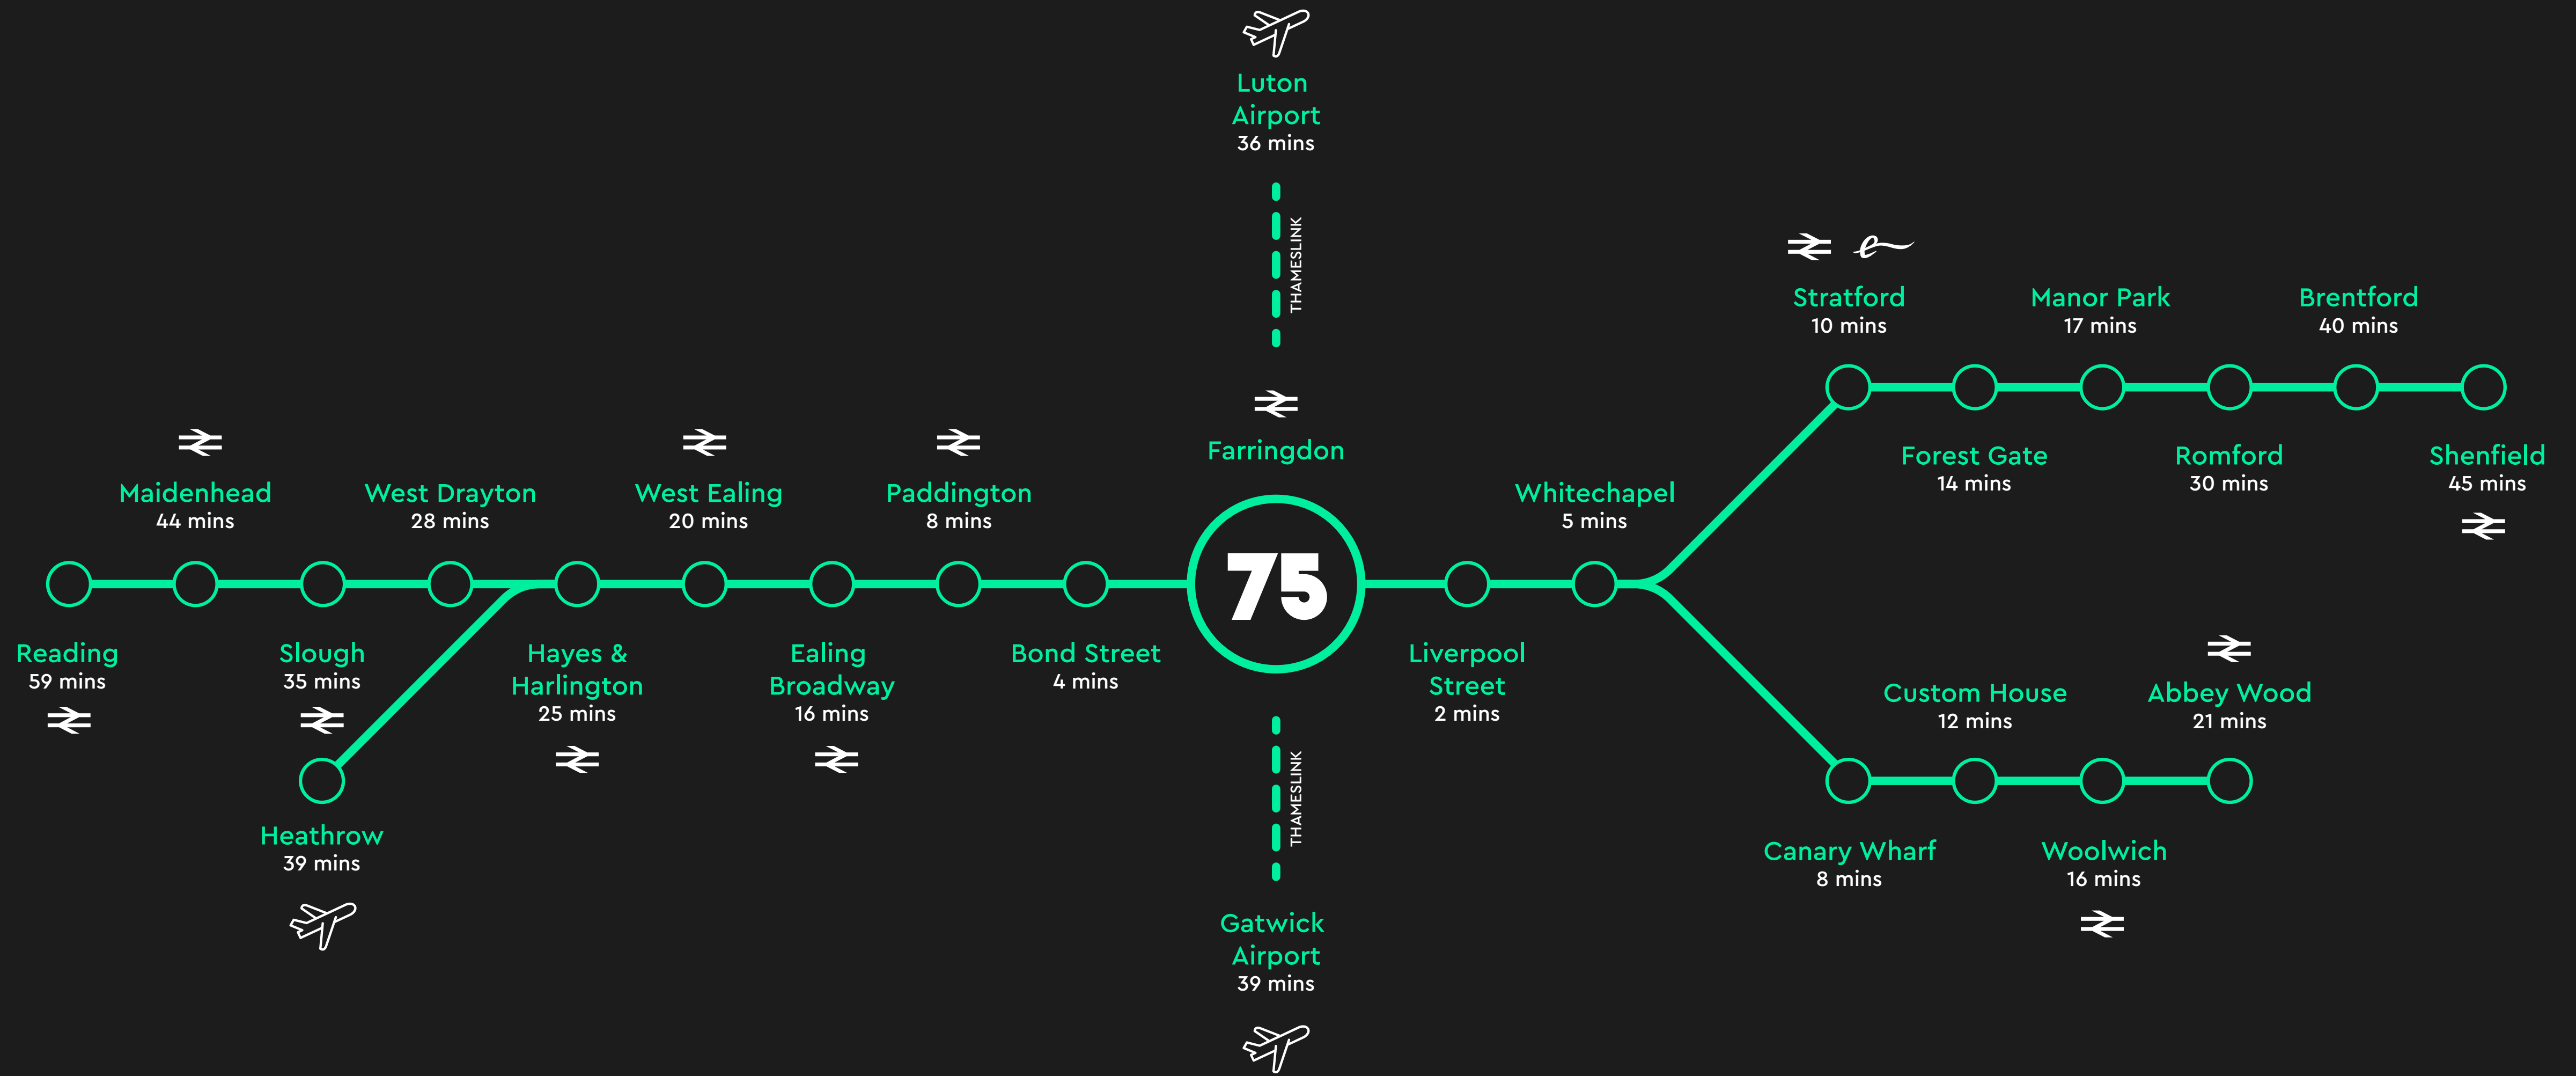 Luton
Airport
36 mins
THAMESLINK
Stratford
10 mins
Manor Park
17 mins
Brentford
40 mins
Farringdon
Forest Gate
14 mins
Romford
30 mins
Shenfield
45 mins
Maidenhead
44 mins
West Drayton
28 mins
West Ealing
20 mins
Paddington
8 mins
Whitechapel
5 mins
75
Reading
59 mins
Slough
35 mins
Hayes &
Harlington
25 mins
Ealing
Broadway
16 mins
Bond Street
4 mins
Liverpool
Street
2 mins
Custom House
12 mins
Abbey Wood
21 mins
THAMESLINK
Heathrow
39 mins
Canary Wharf
8 mins
Woolwich
16 mins
Gatwick
Airport
39 mins